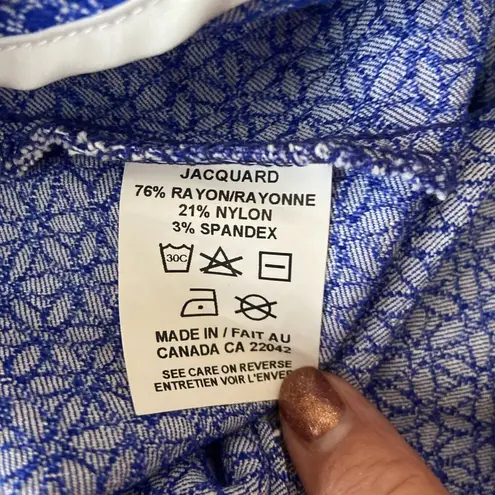 JACQUARD
76% RAYON/RAYONNE
21% NYLON
3% SPANDEX
30C
MADE IN / FAIT AU
CANADA CA 22042
SEE CARE ON REVERSE
ENTRETIEN VOIR L'ENVE